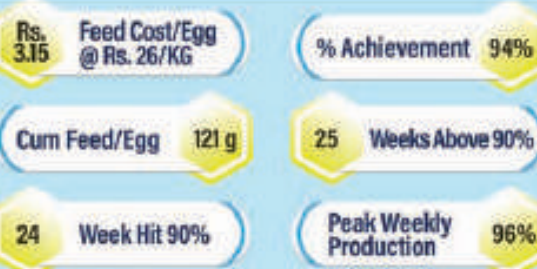 Rs.
3.15
Feed Cost/Egg
@ Rs. 26/KG
% Achievement
94%
Cum Feed/Egg
121 g
25
Weeks Above 90%
24
Week Hit 90%
Peak Weekly
Production
96%